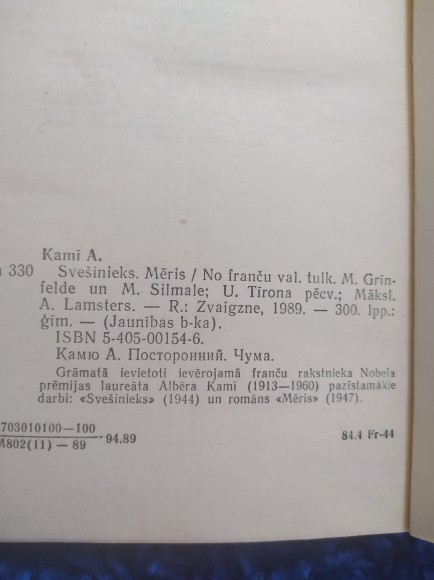 Kamī A.
330 Svešinieks. Mēris / No franču val. tulk. M. Grīn-
felde un M. Silmale; U. Tīrona pēcv.; Māksl.
A. Lamsters. — R.: Zvaigzne, 1989. — 300. lpp.:
ģīm. — (Jaunības b-ka).
ISBN 5-405-00154-6.
Камю А. Посторонний. Чума.
Grāmatā ievietoti ievērojamā franču rakstnieka Nobela
prēmijas laureāta Albēra Kamī (1913—1960) pazīstamākie
darbi: «Svešinieks» (1944) un romāns «Mēris» (1947).
703010100—100
M802(11) — 89
94.89
84.4 Fr-44